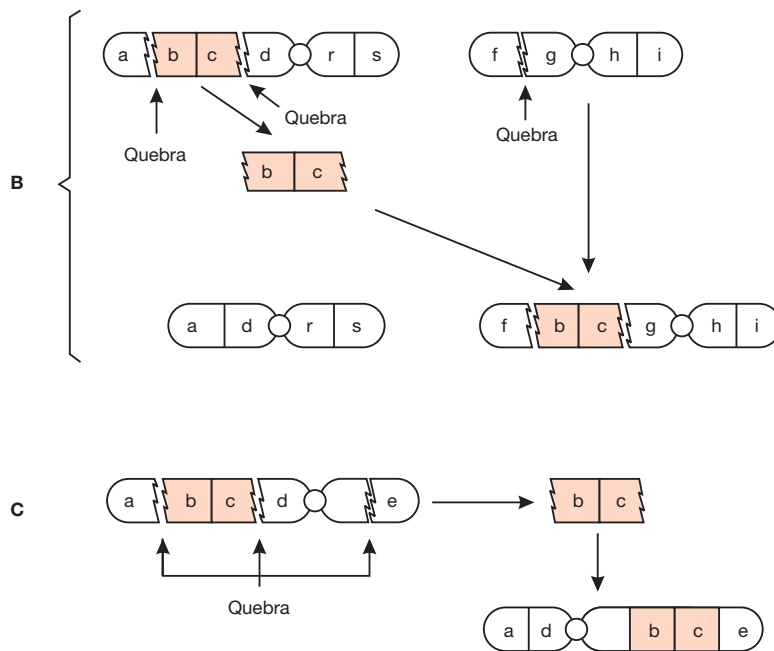 a b c d r s
f g h i
Quebra
Quebra
Quebra
b c
B
a d r s
f b c g h i
a b c d e
b c
C
Quebra
a d b c e